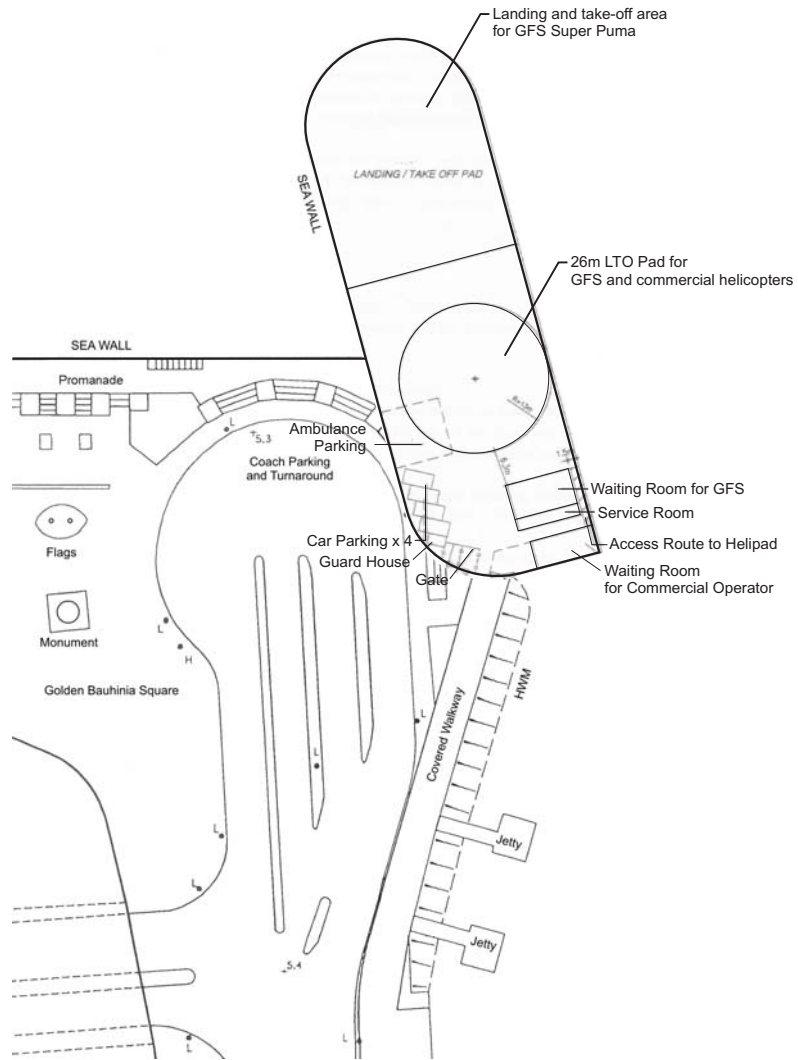 Landing and take-off area
for GFS Super Puma
LANDING / TAKE OFF PAD
SEA WALL
26m LTO Pad for
GFS and commercial helicopters
SEA WALL
Promanade
Ambulance
Parking
5.3
L
Coach Parking
and Turnaround
6.3m
Waiting Room for GFS
Service Room
Car Parking x 4
Guard House
Gate
Access Route to Helipad
Waiting Room
for Commercial Operator
Flags
Monument
L
H
Golden Bauhinia Square
HWM
L
Covered Walkway
L
L
Jetty
L
Jetty
5.4
L
L